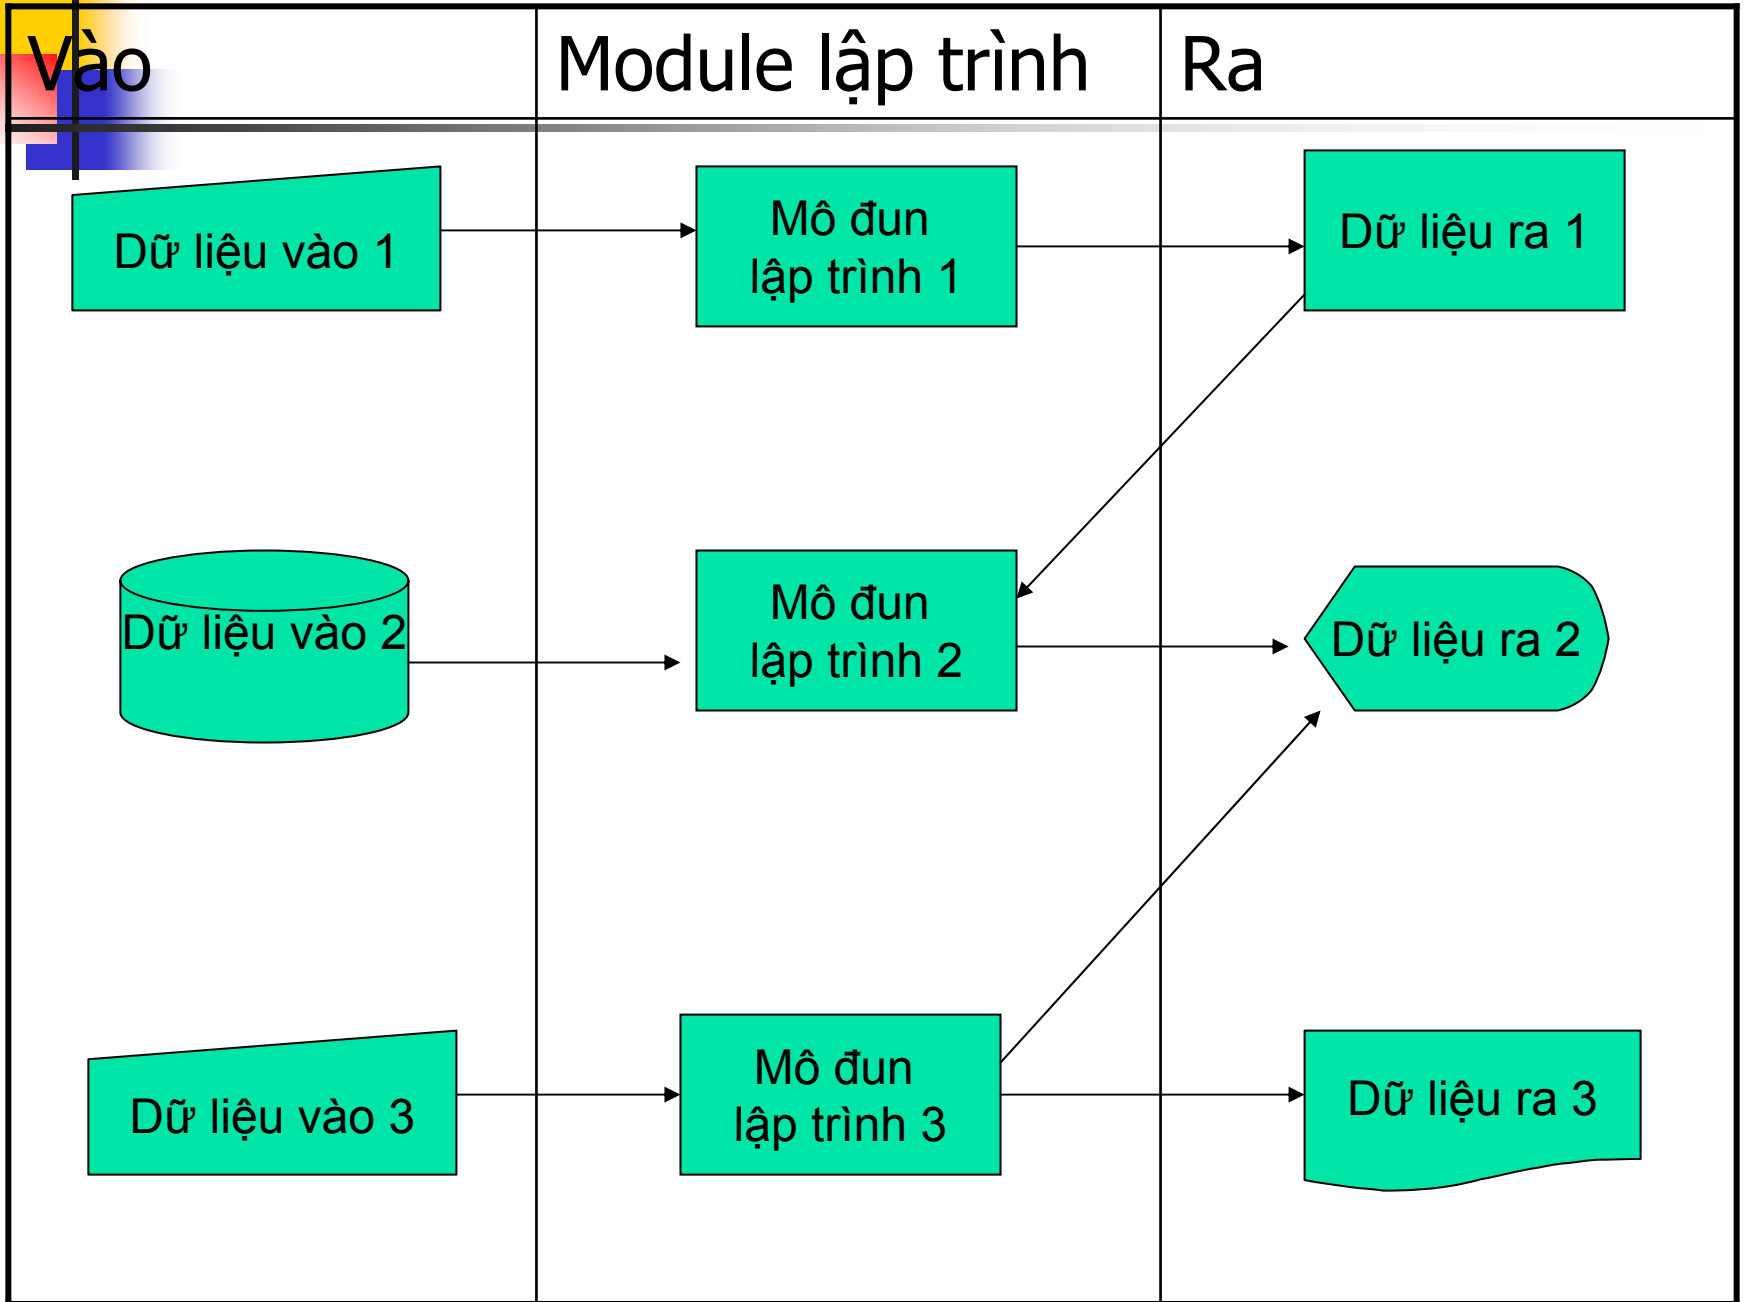 Vào
Module lập trình
Ra
Dữ liệu vào 1
Mô đun
lập trình 1
Dữ liệu ra 1
Dữ liệu vào 2
Mô đun
lập trình 2
Dữ liệu ra 2
Dữ liệu vào 3
Mô đun
lập trình 3
Dữ liệu ra 3